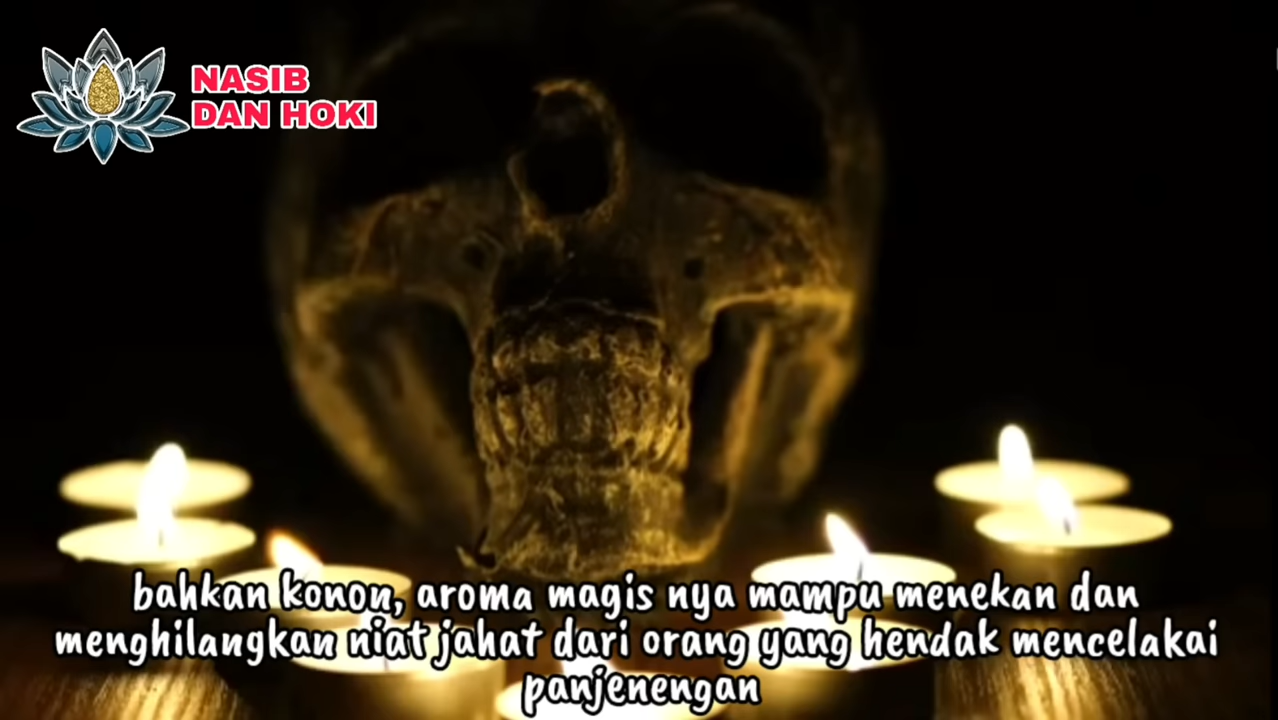 NASIB
DAN HOKI
bahkan konon, aroma magis nya mampu menekan dan
menghilangkan niat jahat dari orang yang hendak mencelakai
panjenengan